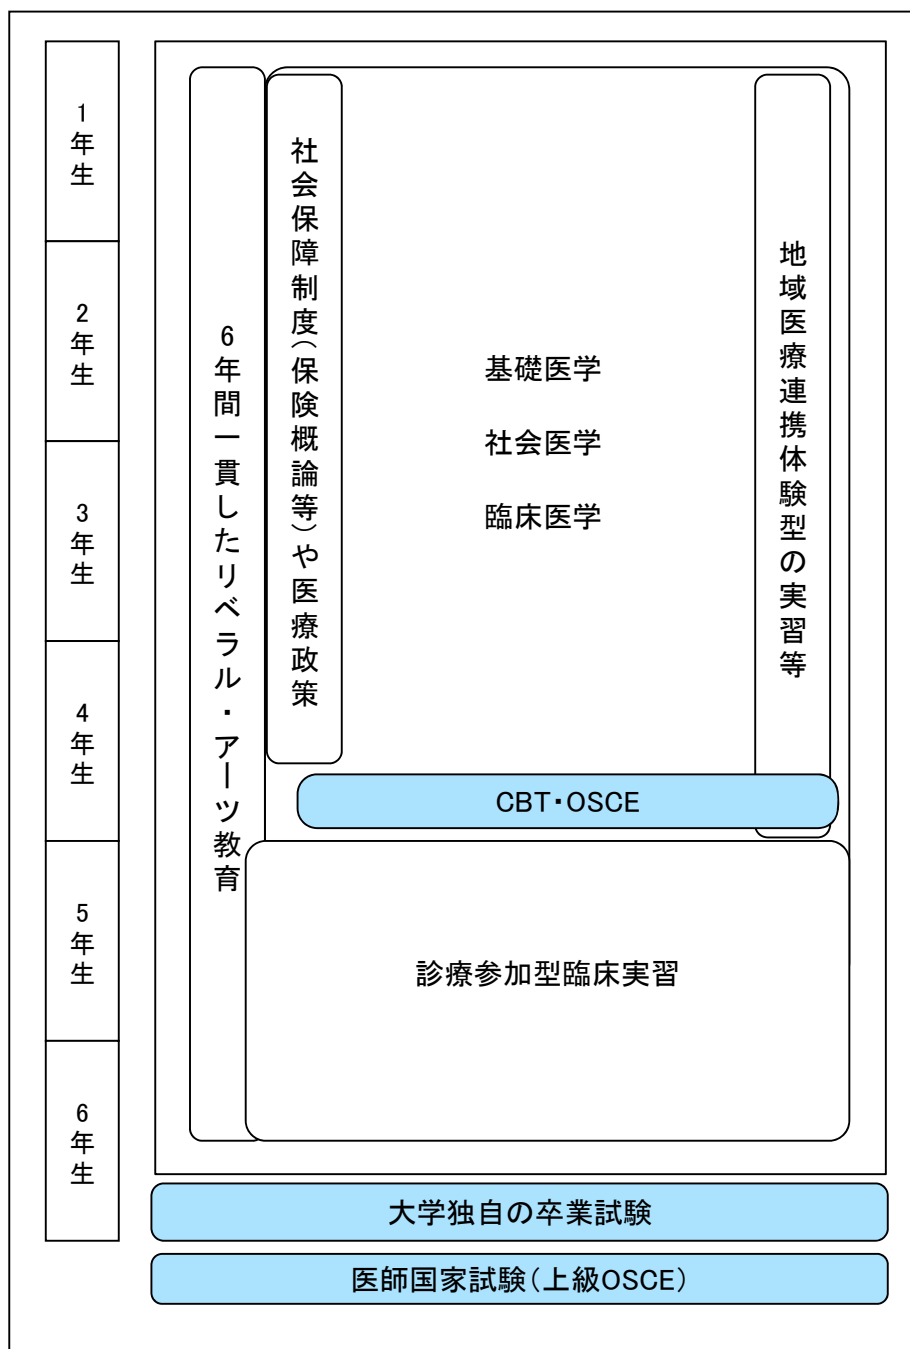 1年生
2年生
3年生
4年生
5年生
6年生
6年間一貫したリベラル・アーツ教育
社会保障制度(保険概論等)や医療政策
基礎医学
社会医学
臨床医学
地域医療連携体験型の実習等
CBT・OSCE
診療参加型臨床実習
大学独自の卒業試験
医師国家試験(上級OSCE)